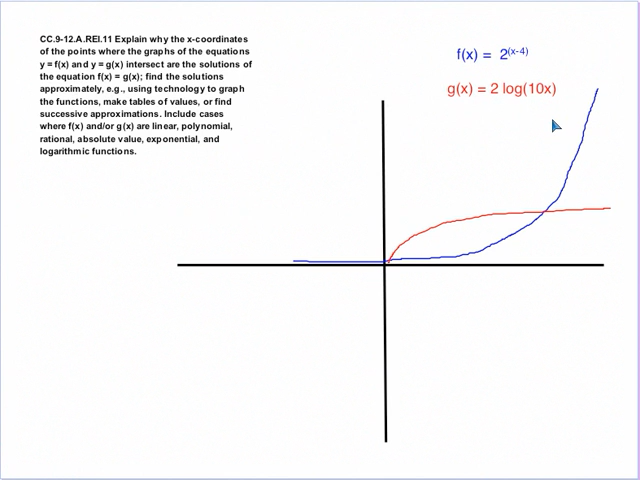 CC.9-12.A.REI.11 Explain why the x-coordinates
of the points where the graphs of the equations
y = f(x) and y = g(x) intersect are the solutions of
the equation f(x) = g(x); find the solutions
approximately, e.g., using technology to graph
the functions, make tables of values, or find
successive approximations. Include cases
where f(x) and/or g(x) are linear, polynomial,
rational, absolute value, exponential, and
logarithmic functions.
f(x) = 2⁽ˣ⁻⁴⁾
g(x) = 2 log(10x)